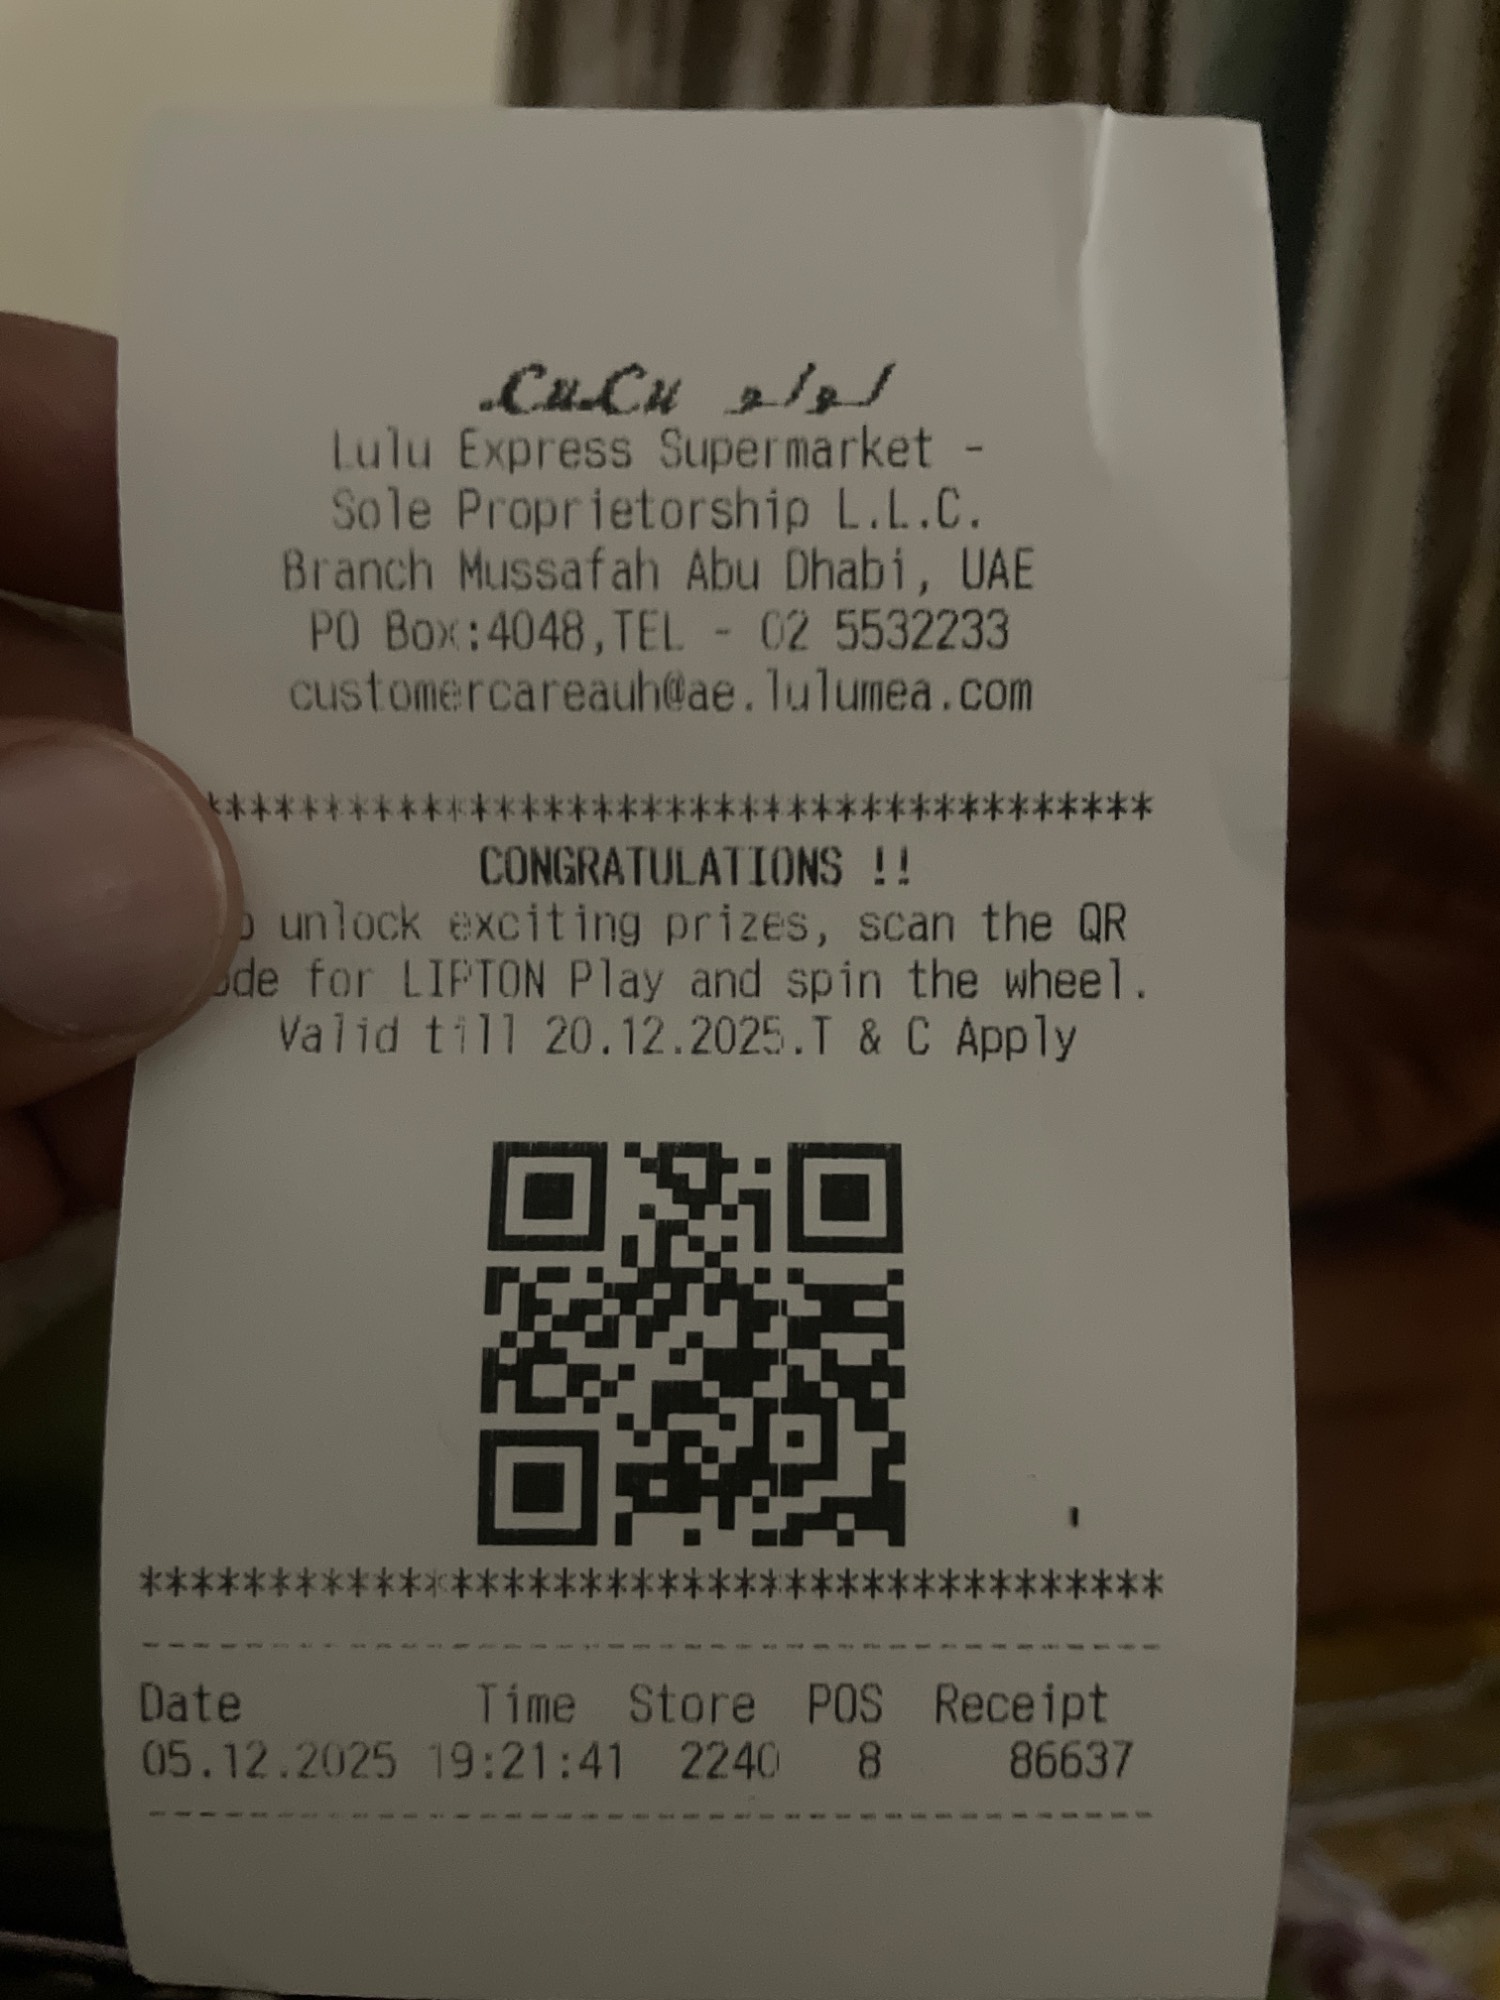 LuLu لولو
Lulu Express Supermarket -
Sole Proprietorship L.L.C.
Branch Mussafah Abu Dhabi, UAE
PO Box:4048,TEL - 02 5532233
customercareauh@ae.lulumea.com
***************************************
CONGRATULATIONS !!
o unlock exciting prizes, scan the QR
ode for LIPTON Play and spin the wheel.
Valid till 20.12.2025.T & C Apply
****************************************
----------------------------------------
Date Time Store POS Receipt
05.12.2025 19:21:41 2240 8 86637
----------------------------------------